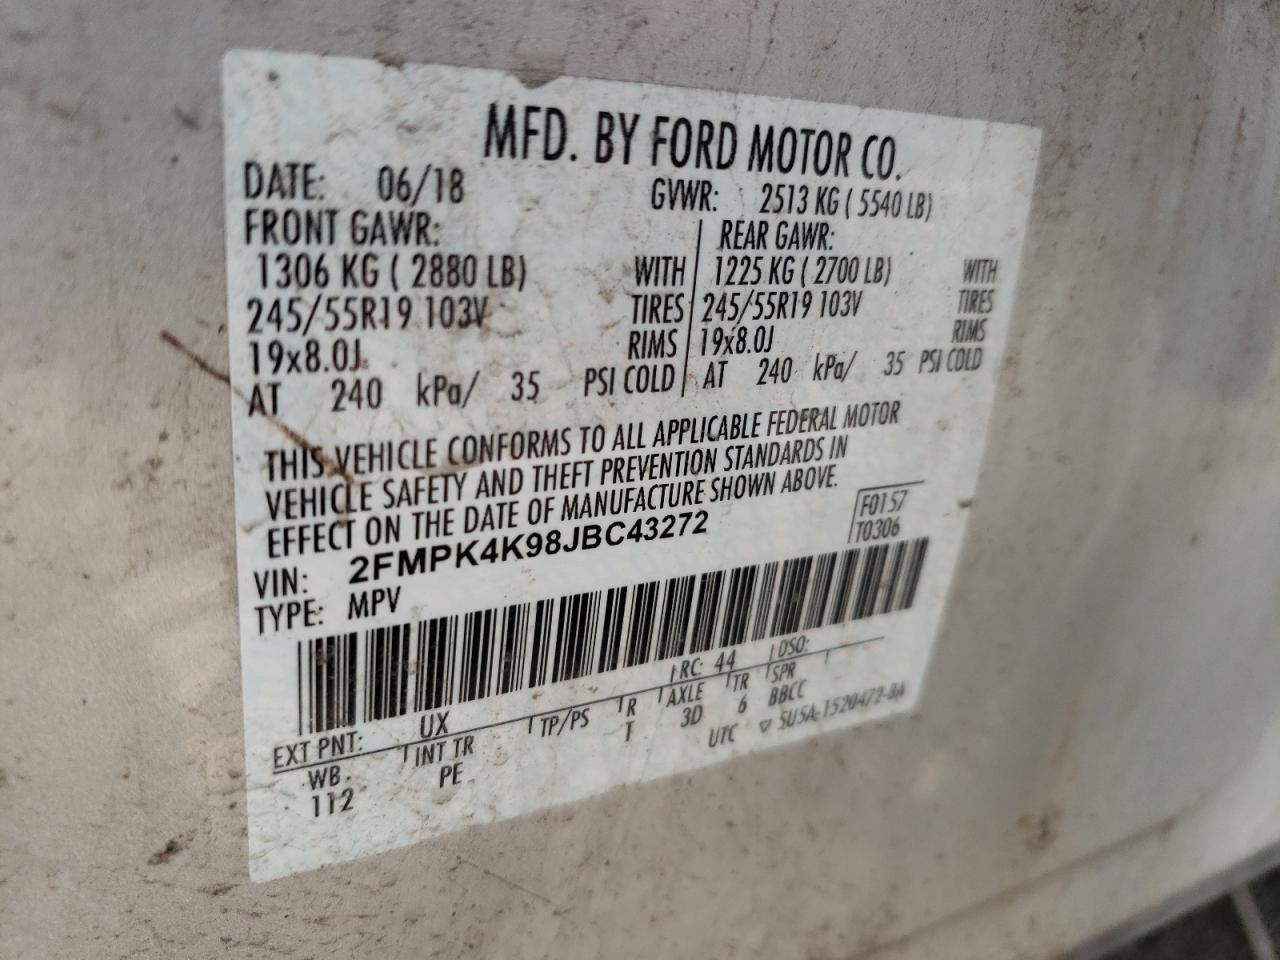 MFD. BY FORD MOTOR CO.
DATE: 06/18 GVWR: 2513 KG ( 5540 LB)
FRONT GAWR: REAR GAWR:
1306 KG ( 2880 LB) WITH 1225 KG ( 2700 LB) WITH
245/55R19 103V TIRES 245/55R19 103V TIRES
19x8.0J RIMS 19x8.0J RIMS
AT 240 kPa/ 35 PSI COLD AT 240 kPa/ 35 PSI COLD
THIS VEHICLE CONFORMS TO ALL APPLICABLE FEDERAL MOTOR
VEHICLE SAFETY AND THEFT PREVENTION STANDARDS IN
EFFECT ON THE DATE OF MANUFACTURE SHOWN ABOVE.
F0157
VIN: 2FMPK4K98JBC43272 T0306
TYPE: MPV
EXT PNT: UX RC: 44 DSO:
WB INT TR TP/PS R AXLE TR SPR
112 PE T 3D 6 BBCC
UTC ▽ 5U5A-1520472-BA